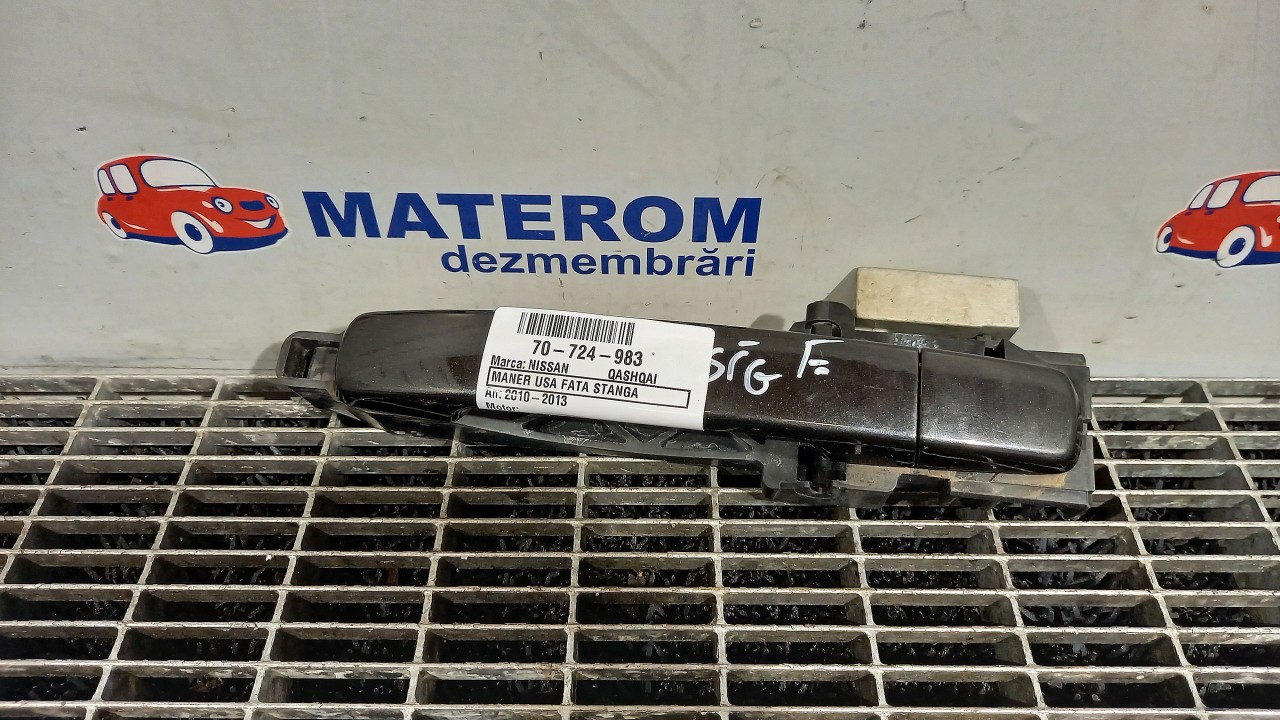 MATEROM
dezmembrări
70-724-983
Marca: NISSAN QASHQAI
MANER USA FATA STANGA
An: 2010-2013
Motor:
STG F